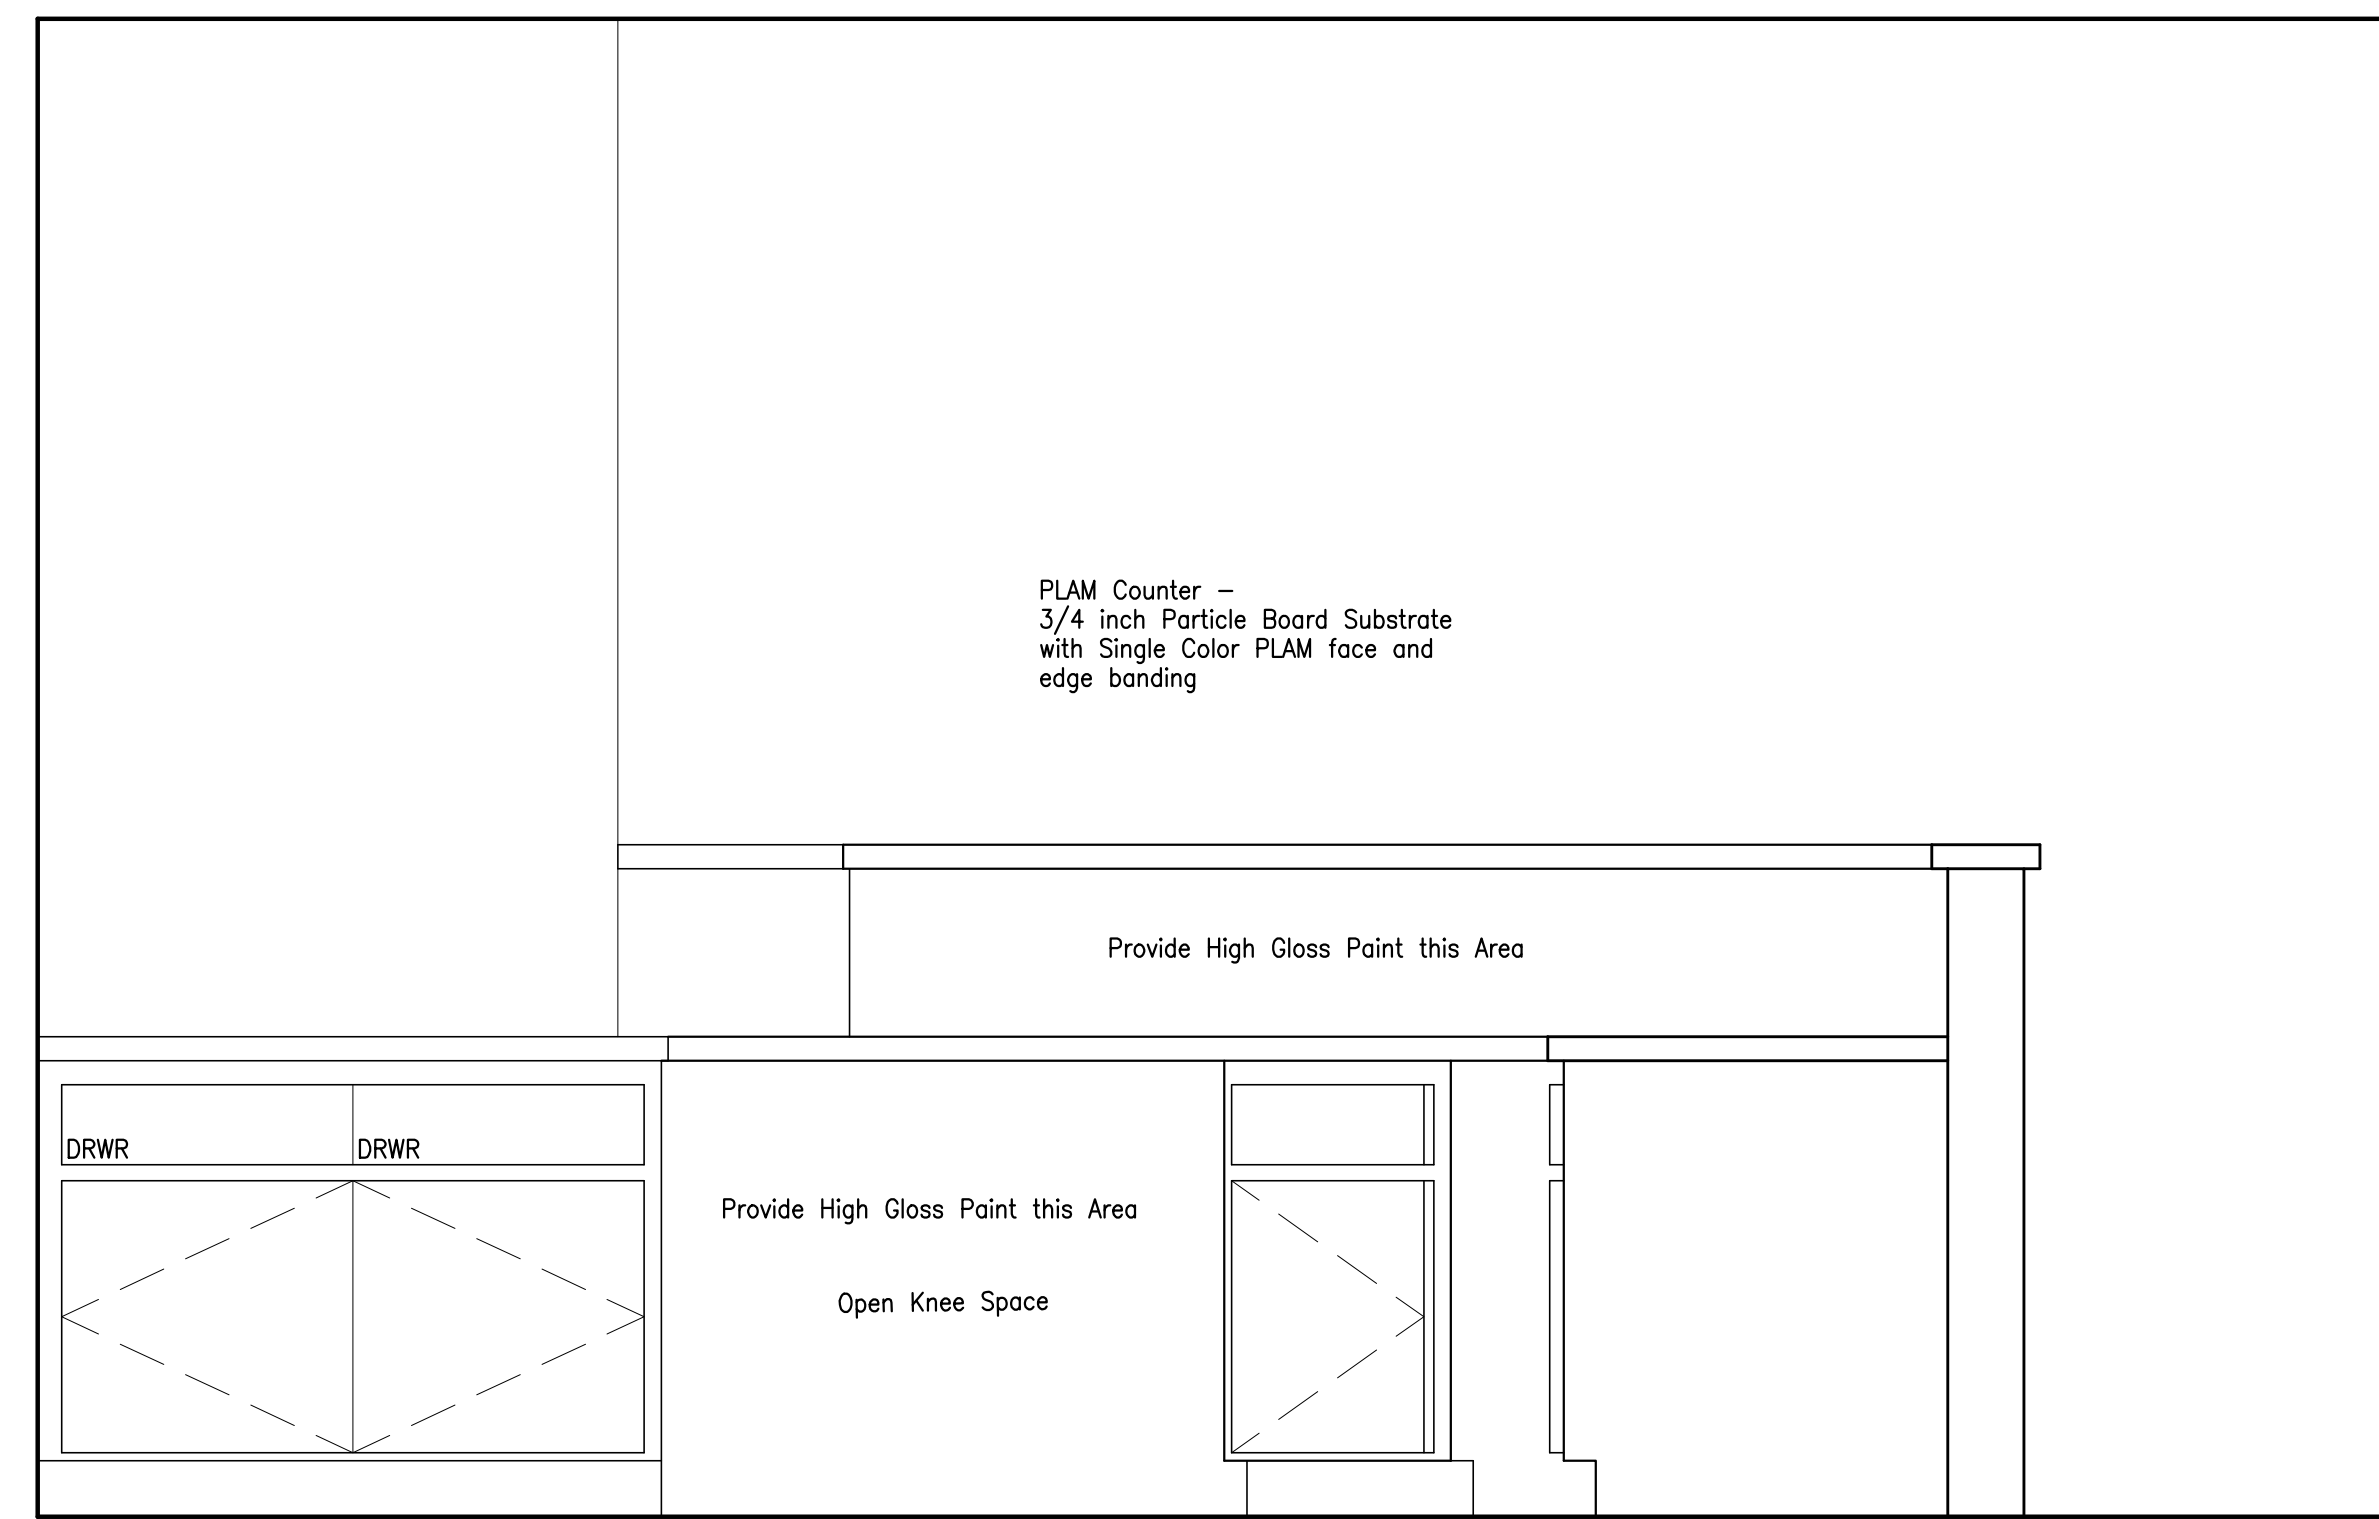 PLAM Counter -
3/4 inch Particle Board Substrate
with Single Color PLAM face and
edge banding
Provide High Gloss Paint this Area
DRWR
DRWR
Provide High Gloss Paint this Area
Open Knee Space